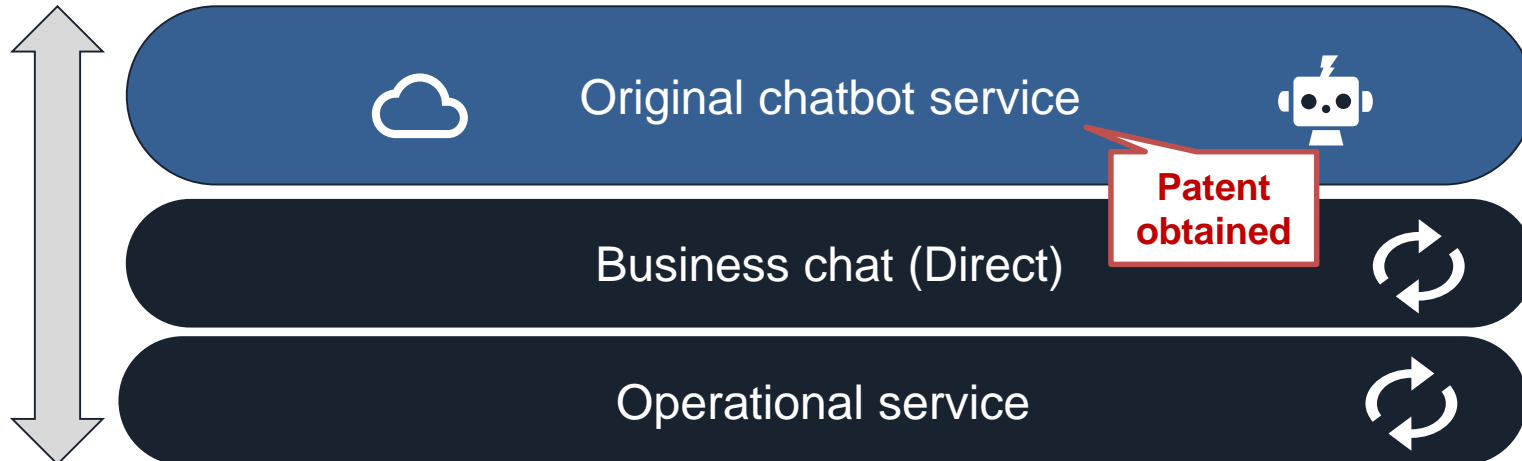 Original chatbot service
Patent
obtained
Business chat (Direct)
Operational service